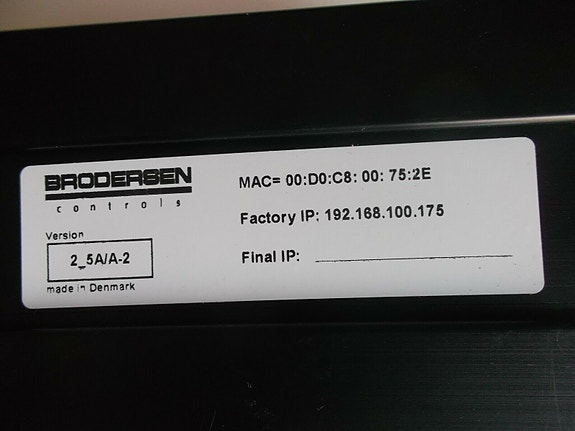 BRODERSEN
controls
Version
2_5A/A-2
made in Denmark
MAC= 00:D0:C8: 00: 75:2E
Factory IP: 192.168.100.175
Final IP: